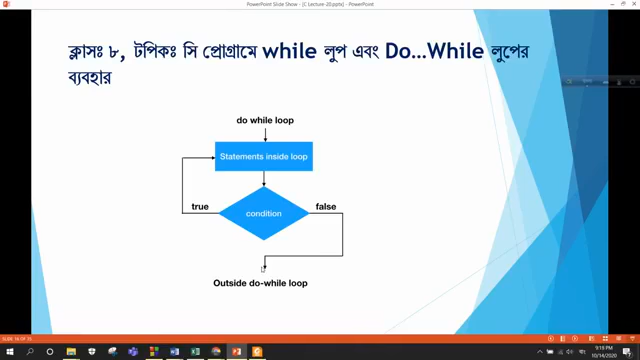 PowerPoint Slide Show - [C Lecture-20.pptx] - PowerPoint
ক্লাসঃ ৮, টপিকঃ সি প্রোগ্রামে while লুপ এবং Do...While লুপের
ব্যবহার
do while loop
Statements inside loop
true
condition
false
Outside do-while loop
9:15 PM
10/14/2020